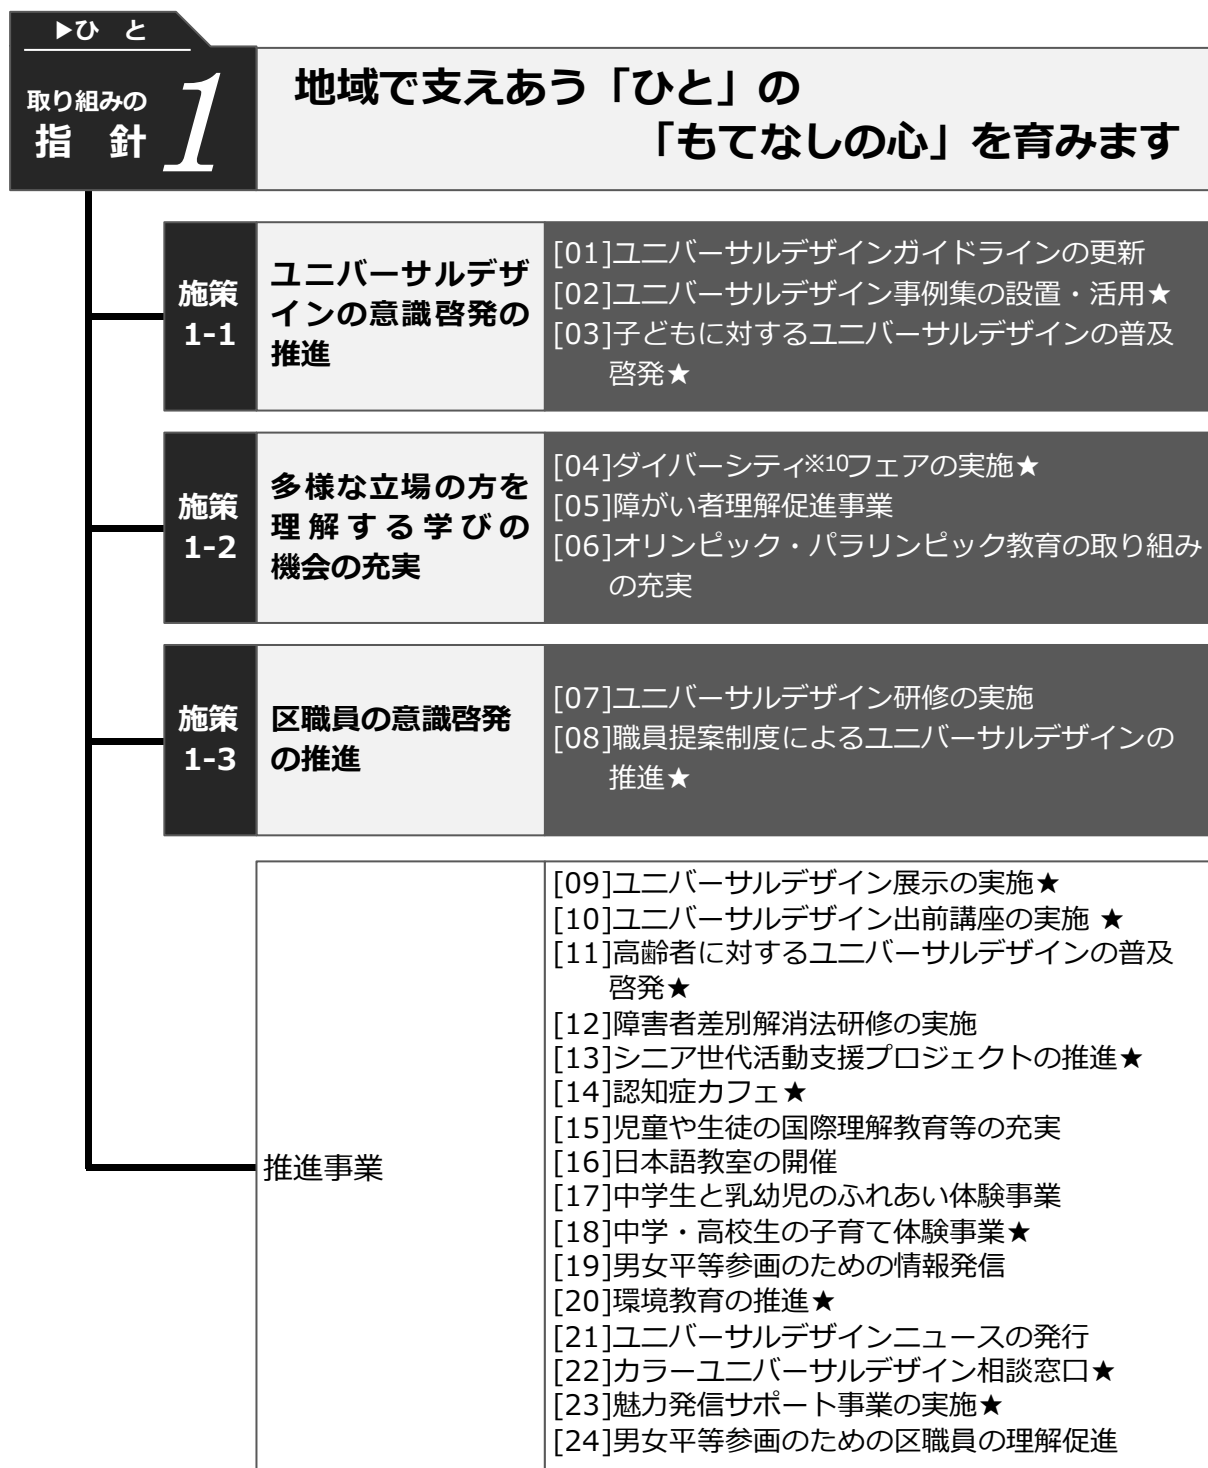 ▶ひ と
取り組みの
指 針
1
地域で支えあう「ひと」の
「もてなしの心」を育みます
施策
1-1
ユニバーサルデザ
インの意識啓発の
推進
[01]ユニバーサルデザインガイドラインの更新
[02]ユニバーサルデザイン事例集の設置・活用★
[03]子どもに対するユニバーサルデザインの普及
啓発★
施策
1-2
多様な立場の方を
理解する学びの
機会の充実
[04]ダイバーシティ※10フェアの実施★
[05]障がい者理解促進事業
[06]オリンピック・パラリンピック教育の取り組み
の充実
施策
1-3
区職員の意識啓発
の推進
[07]ユニバーサルデザイン研修の実施
[08]職員提案制度によるユニバーサルデザインの
推進★
推進事業
[09]ユニバーサルデザイン展示の実施★
[10]ユニバーサルデザイン出前講座の実施 ★
[11]高齢者に対するユニバーサルデザインの普及
啓発★
[12]障害者差別解消法研修の実施
[13]シニア世代活動支援プロジェクトの推進★
[14]認知症カフェ★
[15]児童や生徒の国際理解教育等の充実
[16]日本語教室の開催
[17]中学生と乳幼児のふれあい体験事業
[18]中学・高校生の子育て体験事業★
[19]男女平等参画のための情報発信
[20]環境教育の推進★
[21]ユニバーサルデザインニュースの発行
[22]カラーユニバーサルデザイン相談窓口★
[23]魅力発信サポート事業の実施★
[24]男女平等参画のための区職員の理解促進